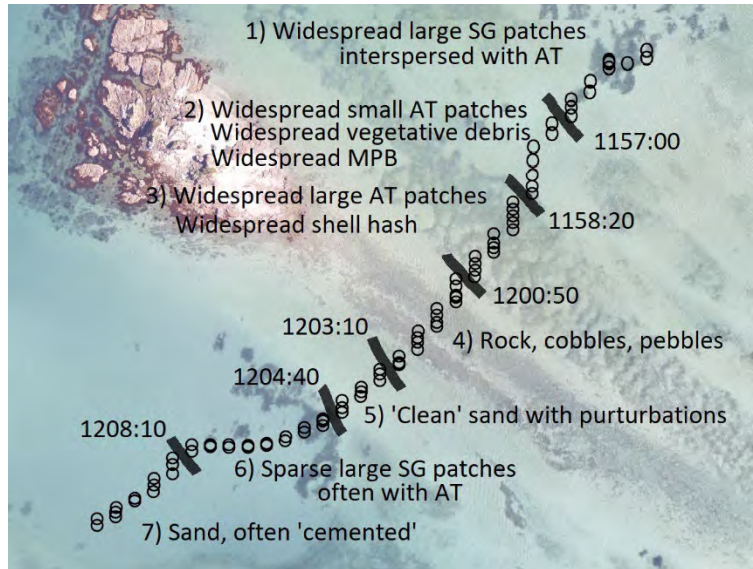 1) Widespread large SG patches
interspersed with AT
2) Widespread small AT patches
Widespread vegetative debris
Widespread MPB
1157:00
3) Widespread large AT patches
Widespread shell hash
1158:20
1200:50
1203:10
4) Rock, cobbles, pebbles
1204:40
5) 'Clean' sand with purturbations
1208:10
6) Sparse large SG patches
often with AT
7) Sand, often 'cemented'